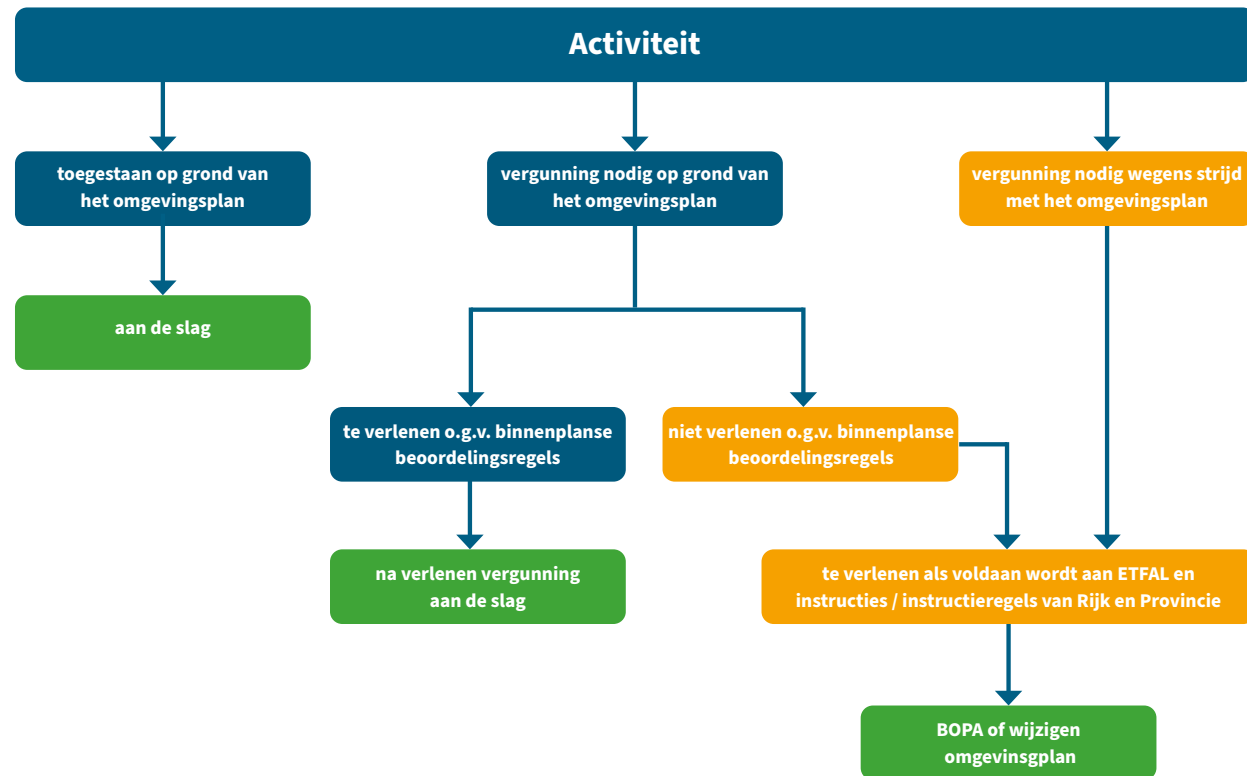 Activiteit
toegestaan op grond van
het omgevingsplan
vergunning nodig op grond van
het omgevingsplan
vergunning nodig wegens strijd
met het omgevingsplan
aan de slag
te verlenen o.g.v. binnenplanse
beoordelingsregels
niet verlenen o.g.v. binnenplanse
beoordelingsregels
na verlenen vergunning
aan de slag
te verlenen als voldaan wordt aan ETFAL en
instructies / instructieregels van Rijk en Provincie
BOPA of wijzigen
omgevinsgplan